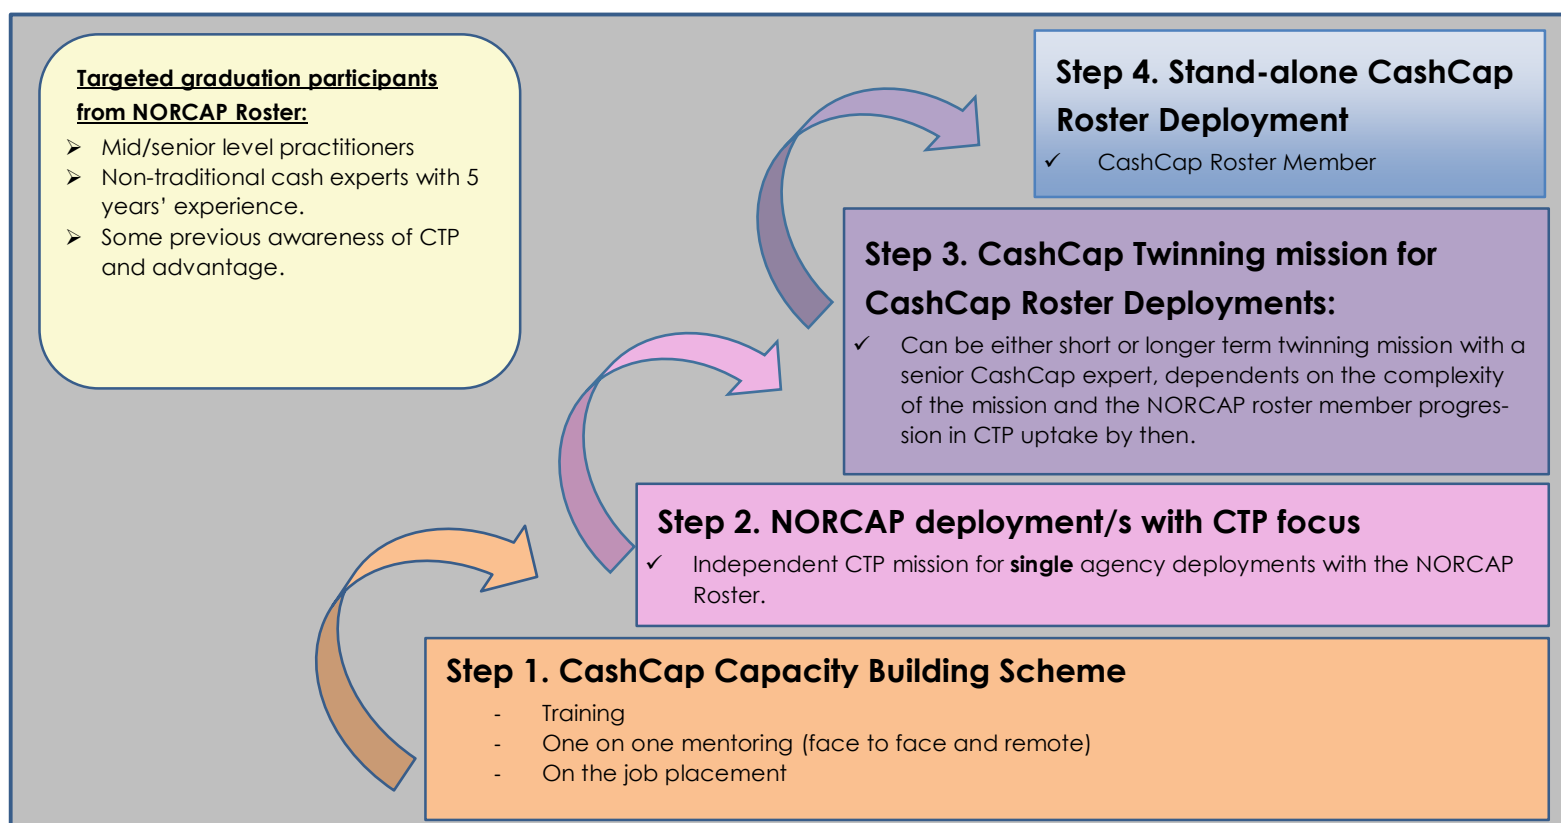 Targeted graduation participants
from NORCAP Roster:
➢ Mid/senior level practitioners
➢ Non-traditional cash experts with 5
years’ experience.
➢ Some previous awareness of CTP
and advantage.
Step 4. Stand-alone CashCap
Roster Deployment
✓ CashCap Roster Member
Step 3. CashCap Twinning mission for
CashCap Roster Deployments:
✓ Can be either short or longer term twinning mission with a
senior CashCap expert, dependents on the complexity
of the mission and the NORCAP roster member progres-
sion in CTP uptake by then.
Step 2. NORCAP deployment/s with CTP focus
✓ Independent CTP mission for single agency deployments with the NORCAP
Roster.
Step 1. CashCap Capacity Building Scheme
- Training
- One on one mentoring (face to face and remote)
- On the job placement